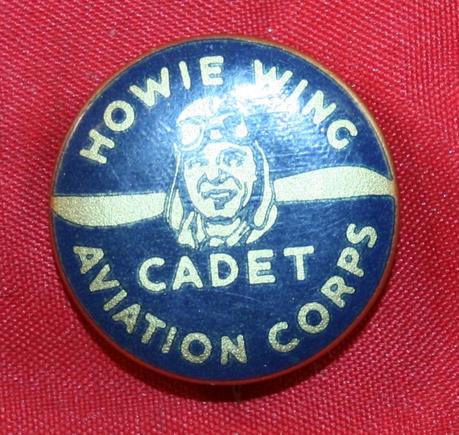 HOWIE WING
CADET
AVIATION CORPS